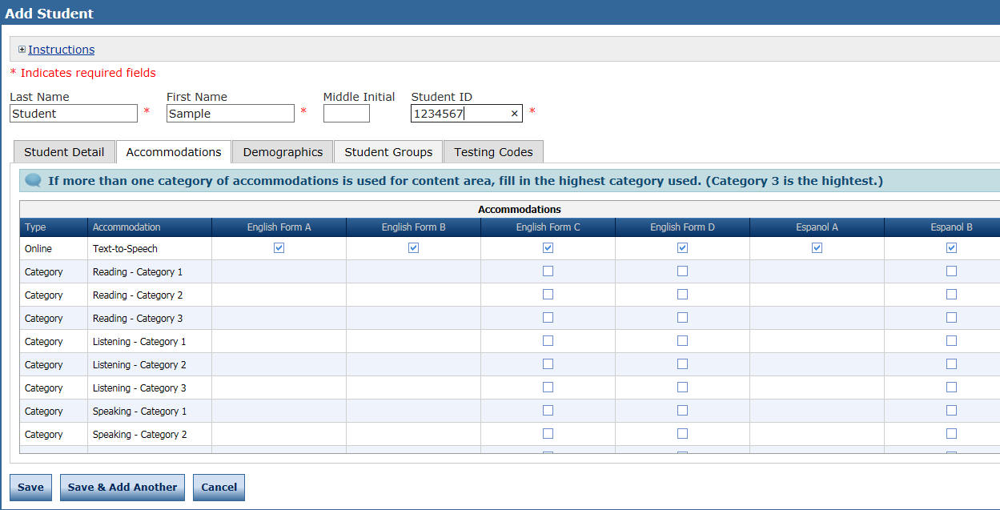 Add Student
Instructions
* Indicates required fields
Last Name First Name Middle Initial Student ID
Student * Sample * 1234567 × *
Student Detail Accommodations Demographics Student Groups Testing Codes
If more than one category of accommodations is used for content area, fill in the highest category used. (Category 3 is the hightest.)
Accommodations
Type Accommodation English Form A English Form B English Form C English Form D Espanol A Espanol B
Online Text-to-Speech
Category Reading - Category 1
Category Reading - Category 2
Category Reading - Category 3
Category Listening - Category 1
Category Listening - Category 2
Category Listening - Category 3
Category Speaking - Category 1
Category Speaking - Category 2
Save Save & Add Another Cancel